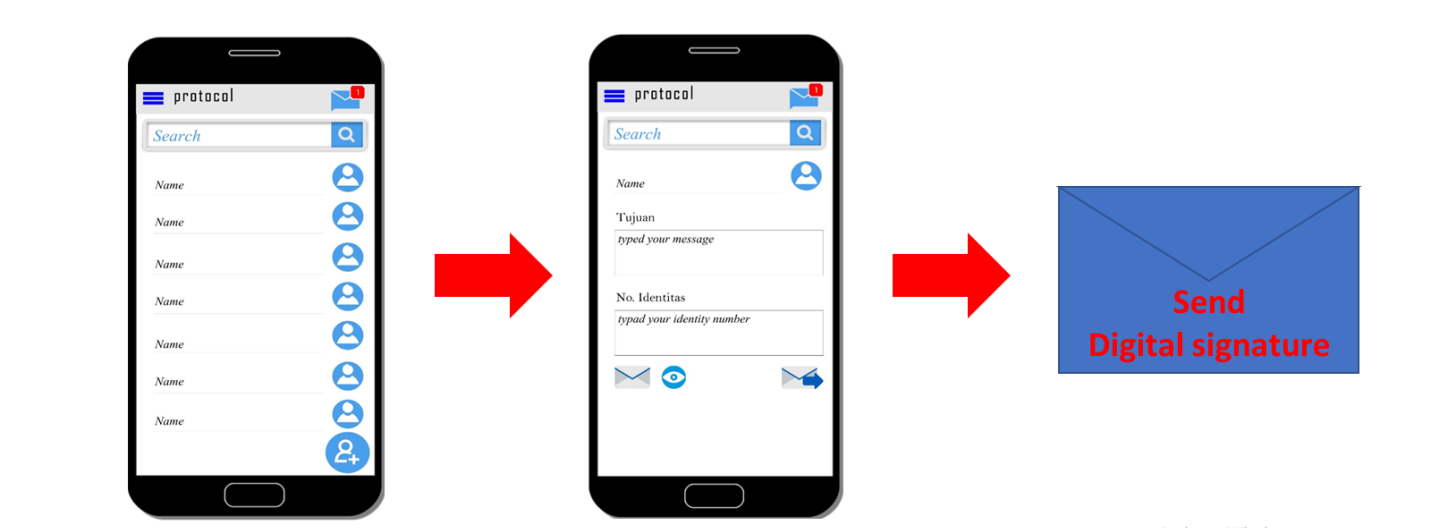 protocol
1
Search
Name
Name
Name
Name
Name
Name
Name
protocol
1
Search
Name
Tujuan
typed your message
No. Identitas
typad your identity number
Send
Digital signature